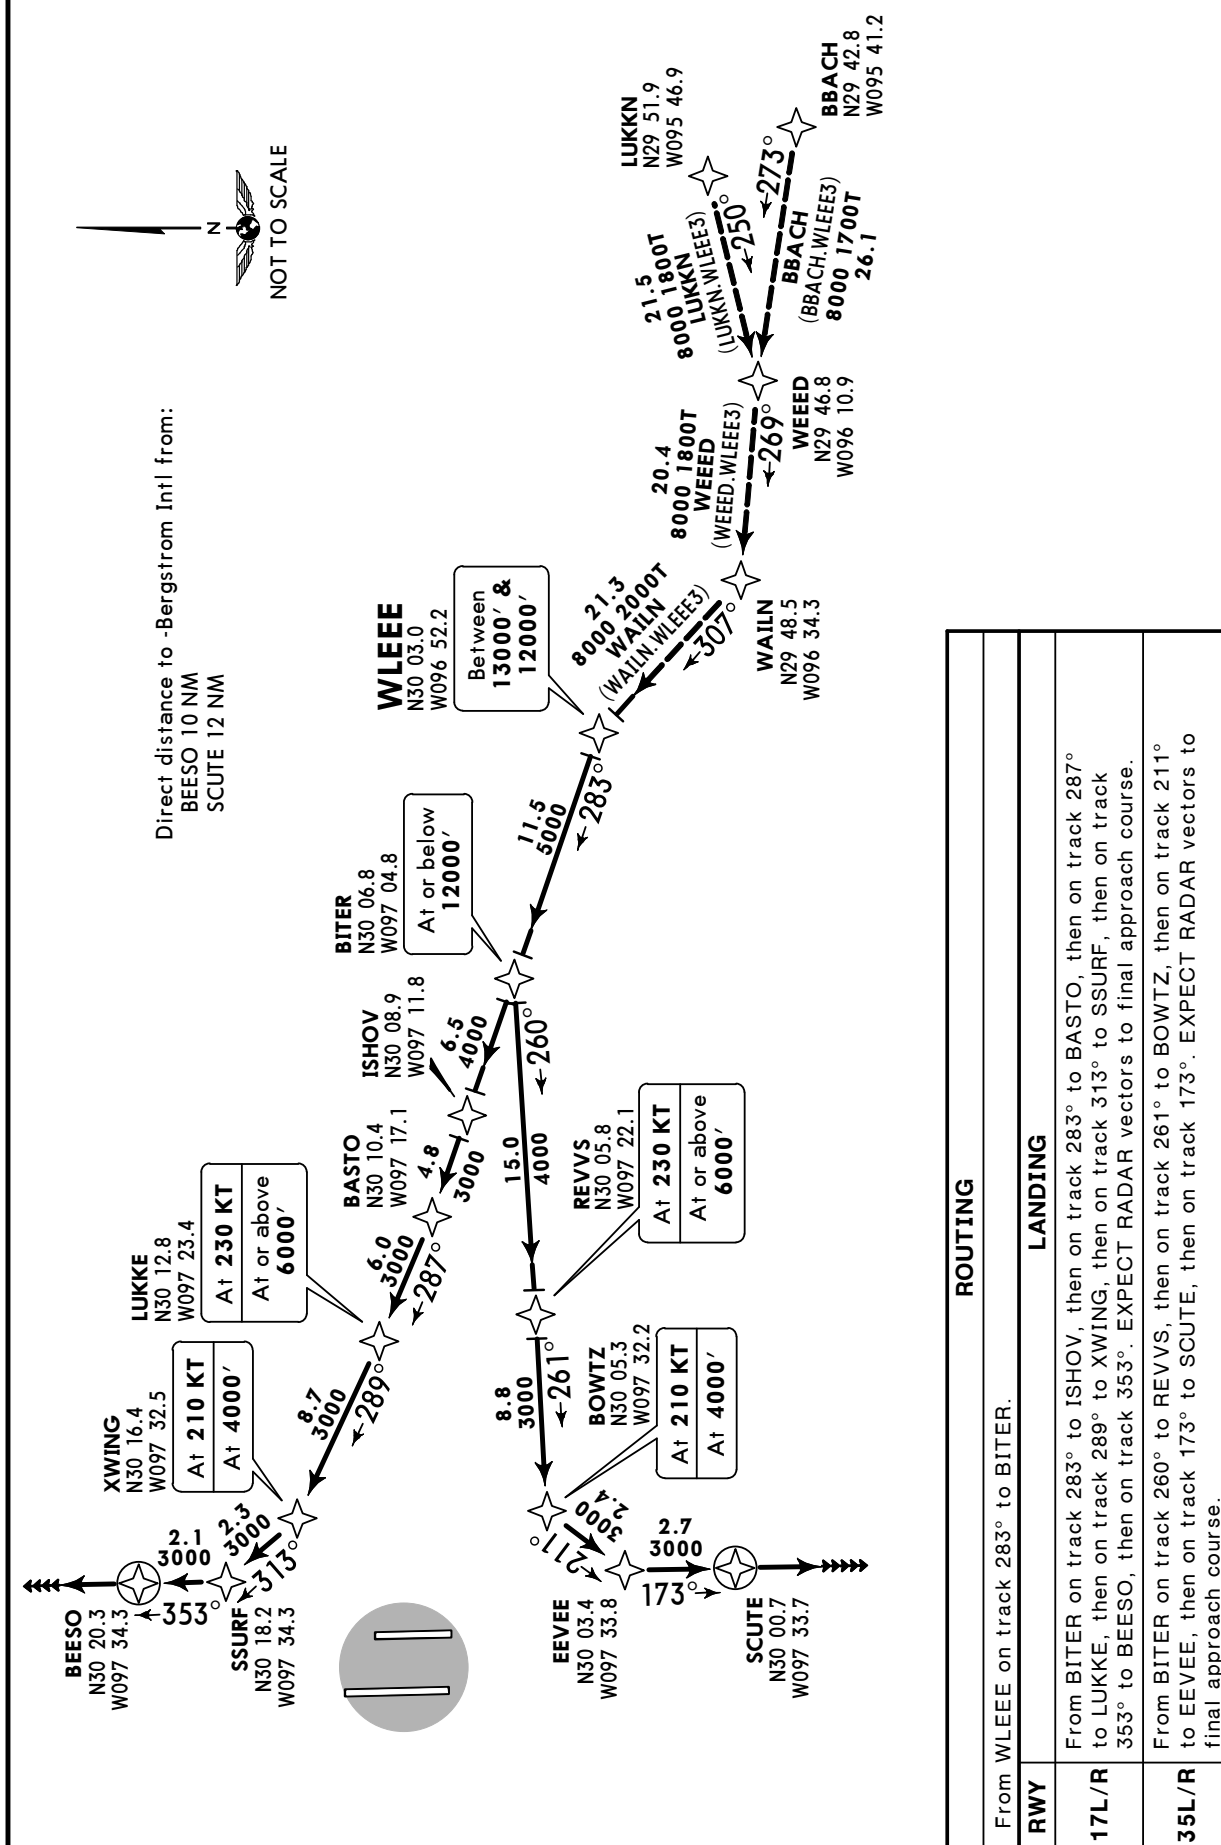 Direct distance to -Bergstrom Intl from:
BEESO 10 NM
SCUTE 12 NM
N
NOT TO SCALE
BEESO
N30 20.3
W097 34.3
353°
2.1
3000
SSURF
N30 18.2
W097 34.3
313°
2.3
3000
XWING
N30 16.4
W097 32.5
At 210 KT
At 4000'
8.7
3000
289°
LUKKE
N30 12.8
W097 23.4
At 230 KT
At or above
6000'
6.0
3000
287°
BASTO
N30 10.4
W097 17.1
4.8
3000
ISHOV
N30 08.9
W097 11.8
6.5
4000
BITER
N30 06.8
W097 04.8
At or below
12000'
11.5
5000
283°
WLEEE
N30 03.0
W096 52.2
Between
13000' &
12000'
21.3
8000 2000T
WAILN
(WAILN.WLEEE3)
307°
WAILN
N29 48.5
W096 34.3
20.4
8000 1800T
WEEED
(WEEED.WLEEE3)
269°
WEEED
N29 46.8
W096 10.9
21.5
8000 1800T
LUKKN
(LUKKN.WLEEE3)
250°
LUKKN
N29 51.9
W095 46.9
273°
BBACH
(BBACH.WLEEE3)
8000 1700T
26.1
BBACH
N29 42.8
W095 41.2
260°
15.0
4000
REVVS
N30 05.8
W097 22.1
At 230 KT
At or above
6000'
8.8
3000
261°
BOWTZ
N30 05.3
W097 32.2
At 210 KT
At 4000'
2.4
3000
211°
EEVEE
N30 03.4
W097 33.8
2.7
3000
173°
SCUTE
N30 00.7
W097 33.7
ROUTING
From WLEEE on track 283° to BITER.
RWY LANDING
17L/R From BITER on track 283° to ISHOV, then on track 283° to BASTO, then on track 287°
to LUKKE, then on track 289° to XWING, then on track 313° to SSURF, then on track
353° to BEESO, then on track 353°. EXPECT RADAR vectors to final approach course.
35L/R From BITER on track 260° to REVVS, then on track 261° to BOWTZ, then on track 211°
to EEVEE, then on track 173° to SCUTE, then on track 173°. EXPECT RADAR vectors to
final approach course.